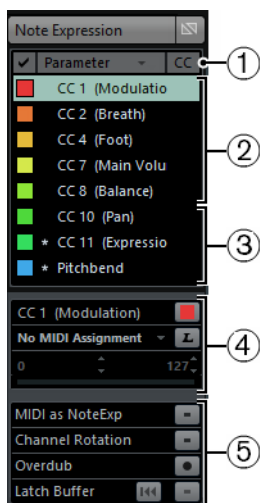 Note Expression
Parameter CC 1
CC 1 (Modulatio
CC 2 (Breath)
CC 4 (Foot) 2
CC 7 (Main Volu
CC 8 (Balance)
CC 10 (Pan)
* CC 11 (Expressio 3
* Pitchbend
CC 1 (Modulation)
No MIDI Assignment L 4
0 127
MIDI as NoteExp
Channel Rotation 5
Overdub
Latch Buffer